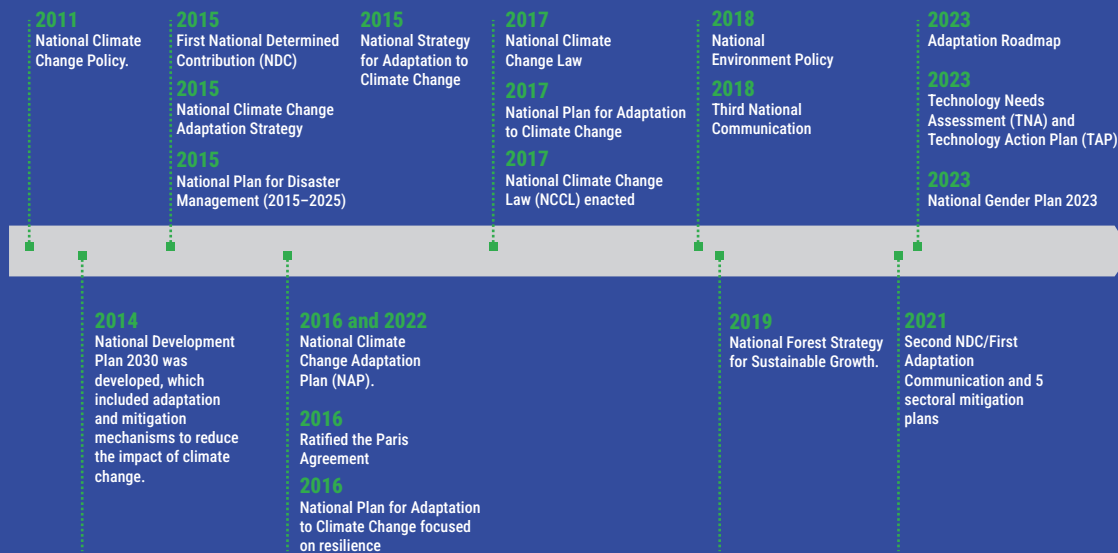 2011
National Climate
Change Policy.
2015
First National Determined
Contribution (NDC)
2015
National Climate Change
Adaptation Strategy
2015
National Plan for Disaster
Management (2015–2025)
2015
National Strategy
for Adaptation to
Climate Change
2017
National Climate
Change Law
2017
National Plan for Adaptation
to Climate Change
2017
National Climate Change
Law (NCCL) enacted
2018
National
Environment Policy
2018
Third National
Communication
2023
Adaptation Roadmap
2023
Technology Needs
Assessment (TNA) and
Technology Action Plan (TAP)
2023
National Gender Plan 2023
2014
National Development
Plan 2030 was
developed, which
included adaptation
and mitigation
mechanisms to reduce
the impact of climate
change.
2016 and 2022
National Climate
Change Adaptation
Plan (NAP).
2016
Ratified the Paris
Agreement
2016
National Plan for Adaptation
to Climate Change focused
on resilience
2019
National Forest Strategy
for Sustainable Growth.
2021
Second NDC/First
Adaptation
Communication and 5
sectoral mitigation
plans